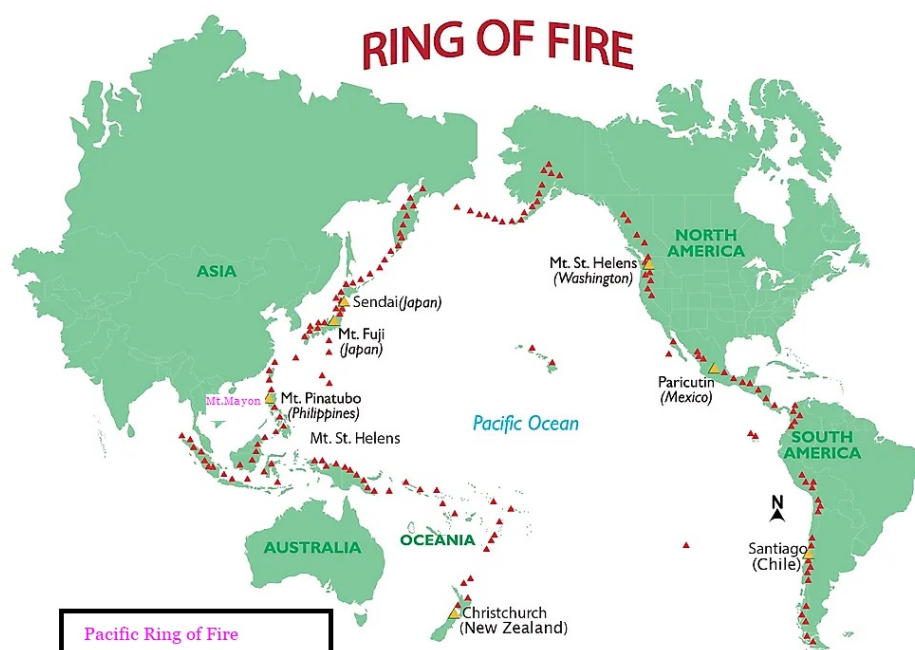 RING OF FIRE
ASIA
NORTH
AMERICA
Mt. St. Helens
(Washington)
Sendai(Japan)
Mt. Fuji
(Japan)
Mt.Mayon
Mt. Pinatubo
(Philippines)
Paricutin
(Mexico)
Mt. St. Helens
Pacific Ocean
SOUTH
AMERICA
N
AUSTRALIA
OCEANIA
Santiago
(Chile)
Christchurch
(New Zealand)
Pacific Ring of Fire